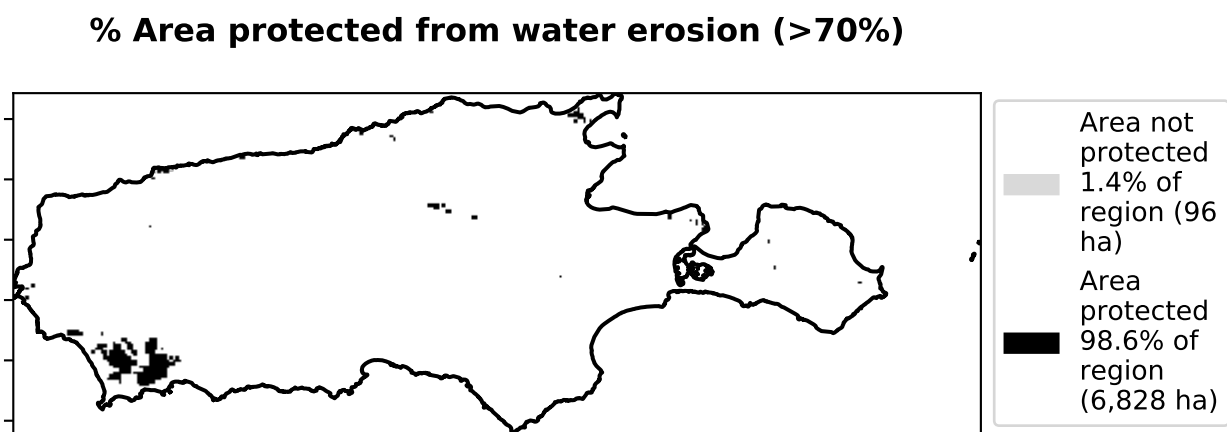 % Area protected from water erosion (>70%)
Area not
protected
1.4% of
region (96
ha)
Area
protected
98.6% of
region
(6,828 ha)